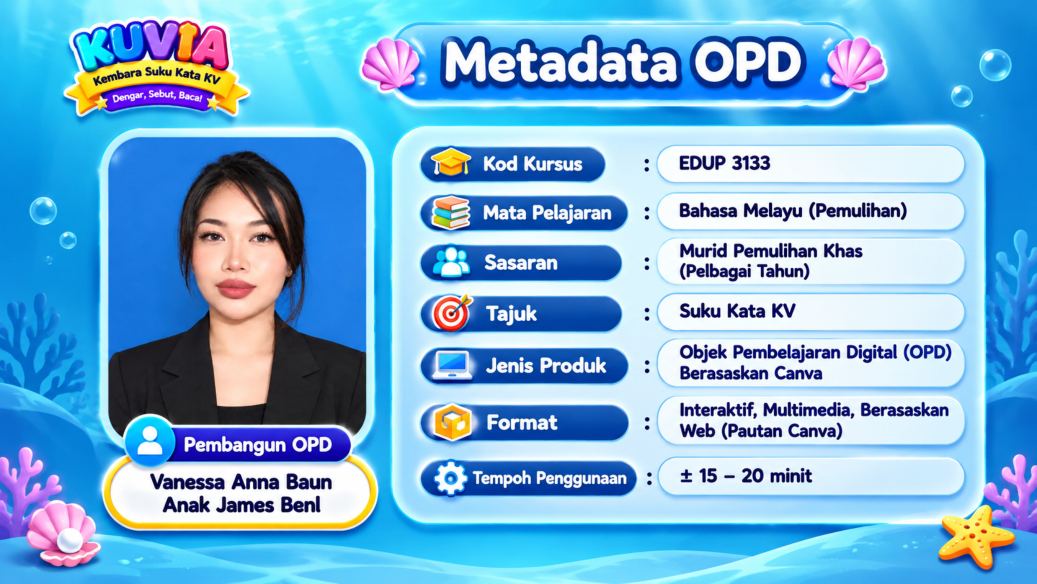 KUVIA
Kembara Suku Kata KV
Dengar, Sebut, Baca!
Metadata OPD
Kod Kursus : EDUP 3133
Mata Pelajaran : Bahasa Melayu (Pemulihan)
Sasaran : Murid Pemulihan Khas
(Pelbagai Tahun)
Tajuk : Suku Kata KV
Jenis Produk : Objek Pembelajaran Digital (OPD)
Berasaskan Canva
Format : Interaktif, Multimedia, Berasaskan
Web (Pautan Canva)
Tempoh Penggunaan : ± 15 – 20 minit
Pembangun OPD
Vanessa Anna Baun
Anak James Benl